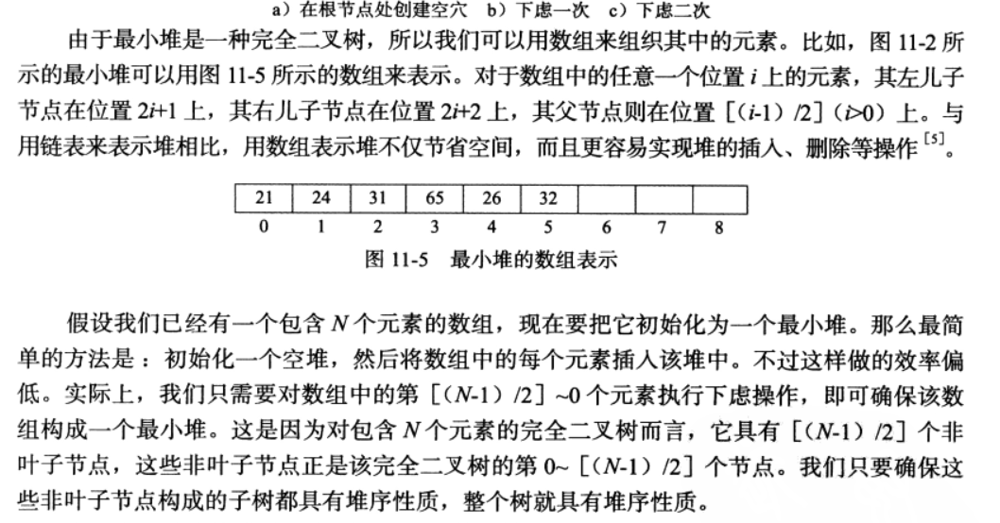 a）在根节点处创建空穴 b）下虑一次 c）下虑二次
由于最小堆是一种完全二叉树，所以我们可以用数组来组织其中的元素。比如，图 11-2 所
示的最小堆可以用图 11-5 所示的数组来表示。对于数组中的任意一个位置 i 上的元素，其左儿子
节点在位置 2i+1 上，其右儿子节点在位置 2i+2 上，其父节点则在位置［（i-1）/2］（i>0）上。与
用链表来表示堆相比，用数组表示堆不仅节省空间，而且更容易实现堆的插入、删除等操作［5］。
21 24 31 65 26 32
0 1 2 3 4 5 6 7 8
图 11-5 最小堆的数组表示
假设我们已经有一个包含 N 个元素的数组，现在要把它初始化为一个最小堆。那么最简
单的方法是：初始化一个空堆，然后将数组中的每个元素插入该堆中。不过这样做的效率偏
低。实际上，我们只需要对数组中的第［（N-1）/2］~0 个元素执行下虑操作，即可确保该数
组构成一个最小堆。这是因为对包含 N 个元素的完全二叉树而言，它具有［（N-1）/2］个非
叶子节点，这些非叶子节点正是该完全二叉树的第 0~［（N-1）/2］个节点。我们只要确保这
些非叶子节点构成的子树都具有堆序性质，整个树就具有堆序性质。